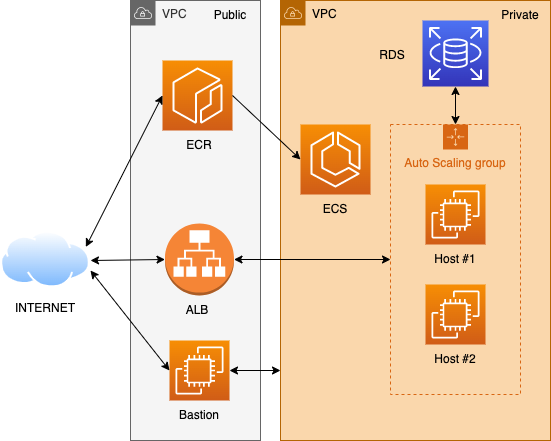 VPC
Public
VPC
Private
RDS
ECR
Auto Scaling group
ECS
Host #1
INTERNET
ALB
Host #2
Bastion